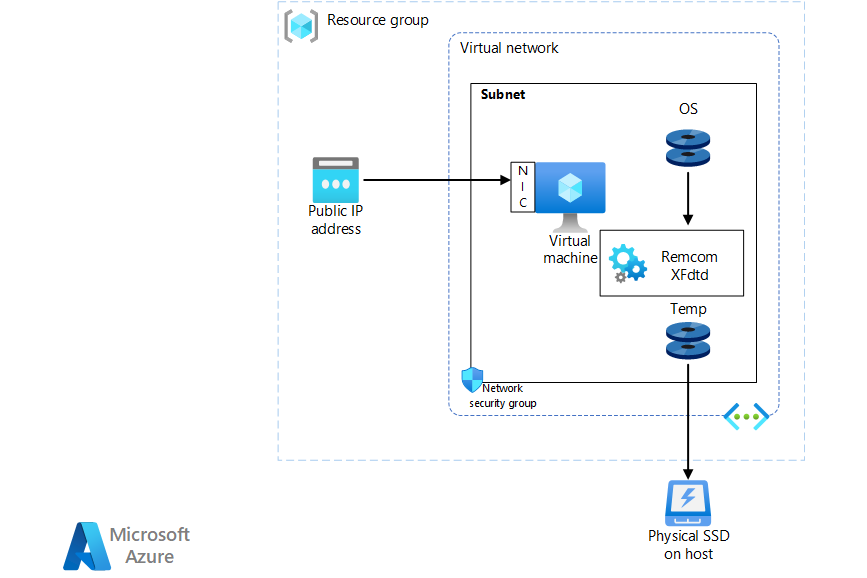 Resource group
Virtual network
Subnet
OS
N
I
C
Public IP
address
Virtual
machine
Remcom
XFdtd
Temp
Network
security group
Physical SSD
on host
Microsoft
Azure